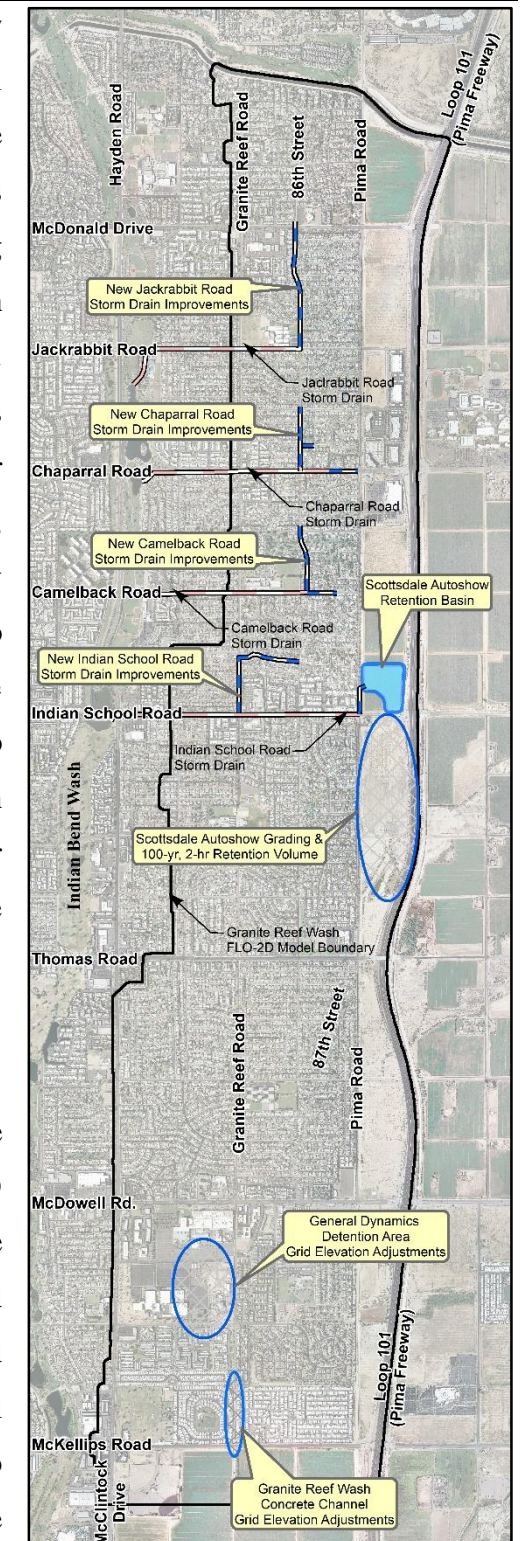 Loop 101
(Pima Freeway)
Hayden Road
Granite Reef Road
86th Street
Pima Road
McDonald Drive
New Jackrabbit Road
Storm Drain Improvements
Jackrabbit Road
Jaclrabbit Road
Storm Drain
New Chaparral Road
Storm Drain Improvements
Chaparral Road
Chaparral Road
Storm Drain
New Camelback Road
Storm Drain Improvements
Scottsdale Autoshow
Retention Basin
Camelback Road
Camelback Road
Storm Drain
New Indian School Road
Storm Drain Improvements
Indian School Road
Indian School Road
Storm Drain
Indian Bend Wash
Scottsdale Autoshow Grading &
100-yr, 2-hr Retention Volume
Granite Reef Wash
FLO-2D Model Boundary
Thomas Road
Granite Reef Road
87th Street
Pima Road
McDowell Rd.
General Dynamics
Detention Area
Grid Elevation Adjustments
Loop 101
(Pima Freeway)
McKellips Road
McClintock
Drive
Granite Reef Wash
Concrete Channel
Grid Elevation Adjustments